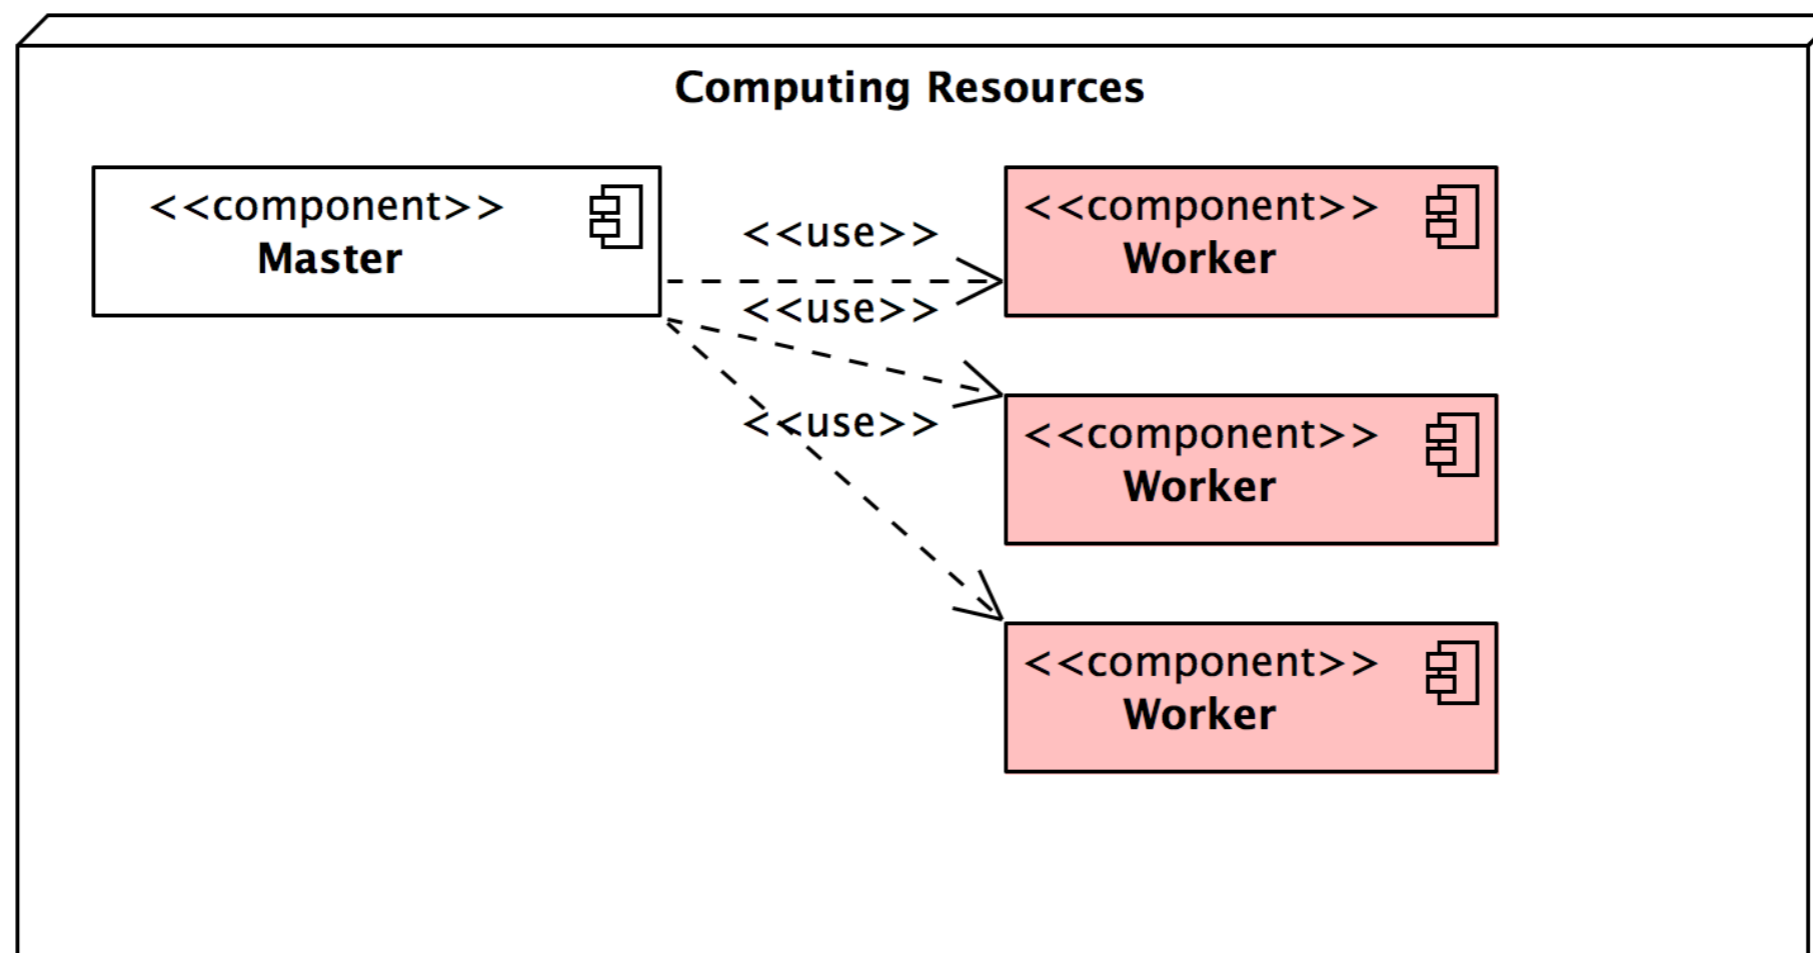 Computing Resources
<<component>>
Master
<<use>>
<<use>>
<<use>>
<<component>>
Worker
<<component>>
Worker
<<component>>
Worker